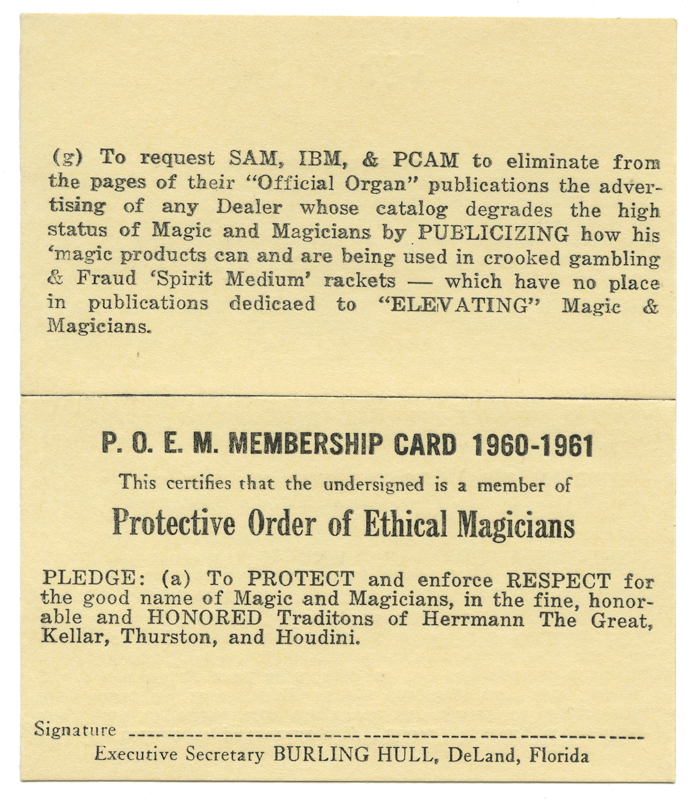 (g) To request SAM, IBM, & PCAM to eliminate from
the pages of their “Official Organ” publications the adver-
tising of any Dealer whose catalog degrades the high
status of Magic and Magicians by PUBLICIZING how his
‘magic products can and are being used in crooked gambling
& Fraud ‘Spirit Medium’ rackets — which have no place
in publications dedicaed to “ELEVATING” Magic &
Magicians.
P. O. E. M. MEMBERSHIP CARD 1960-1961
This certifies that the undersigned is a member of
Protective Order of Ethical Magicians
PLEDGE: (a) To PROTECT and enforce RESPECT for
the good name of Magic and Magicians, in the fine, honor-
able and HONORED Traditons of Herrmann The Great,
Kellar, Thurston, and Houdini.
Signature
Executive Secretary BURLING HULL, DeLand, Florida